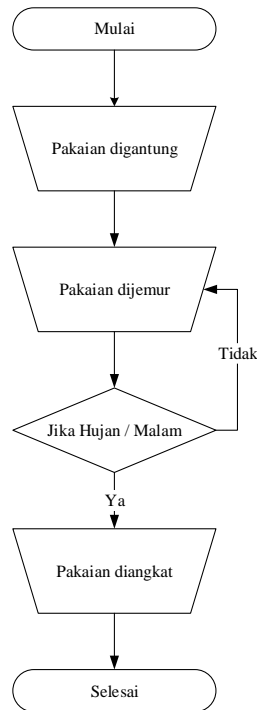 Mulai
Pakaian digantung
Pakaian dijemur
Tidak
Jika Hujan / Malam
Ya
Pakaian diangkat
Selesai